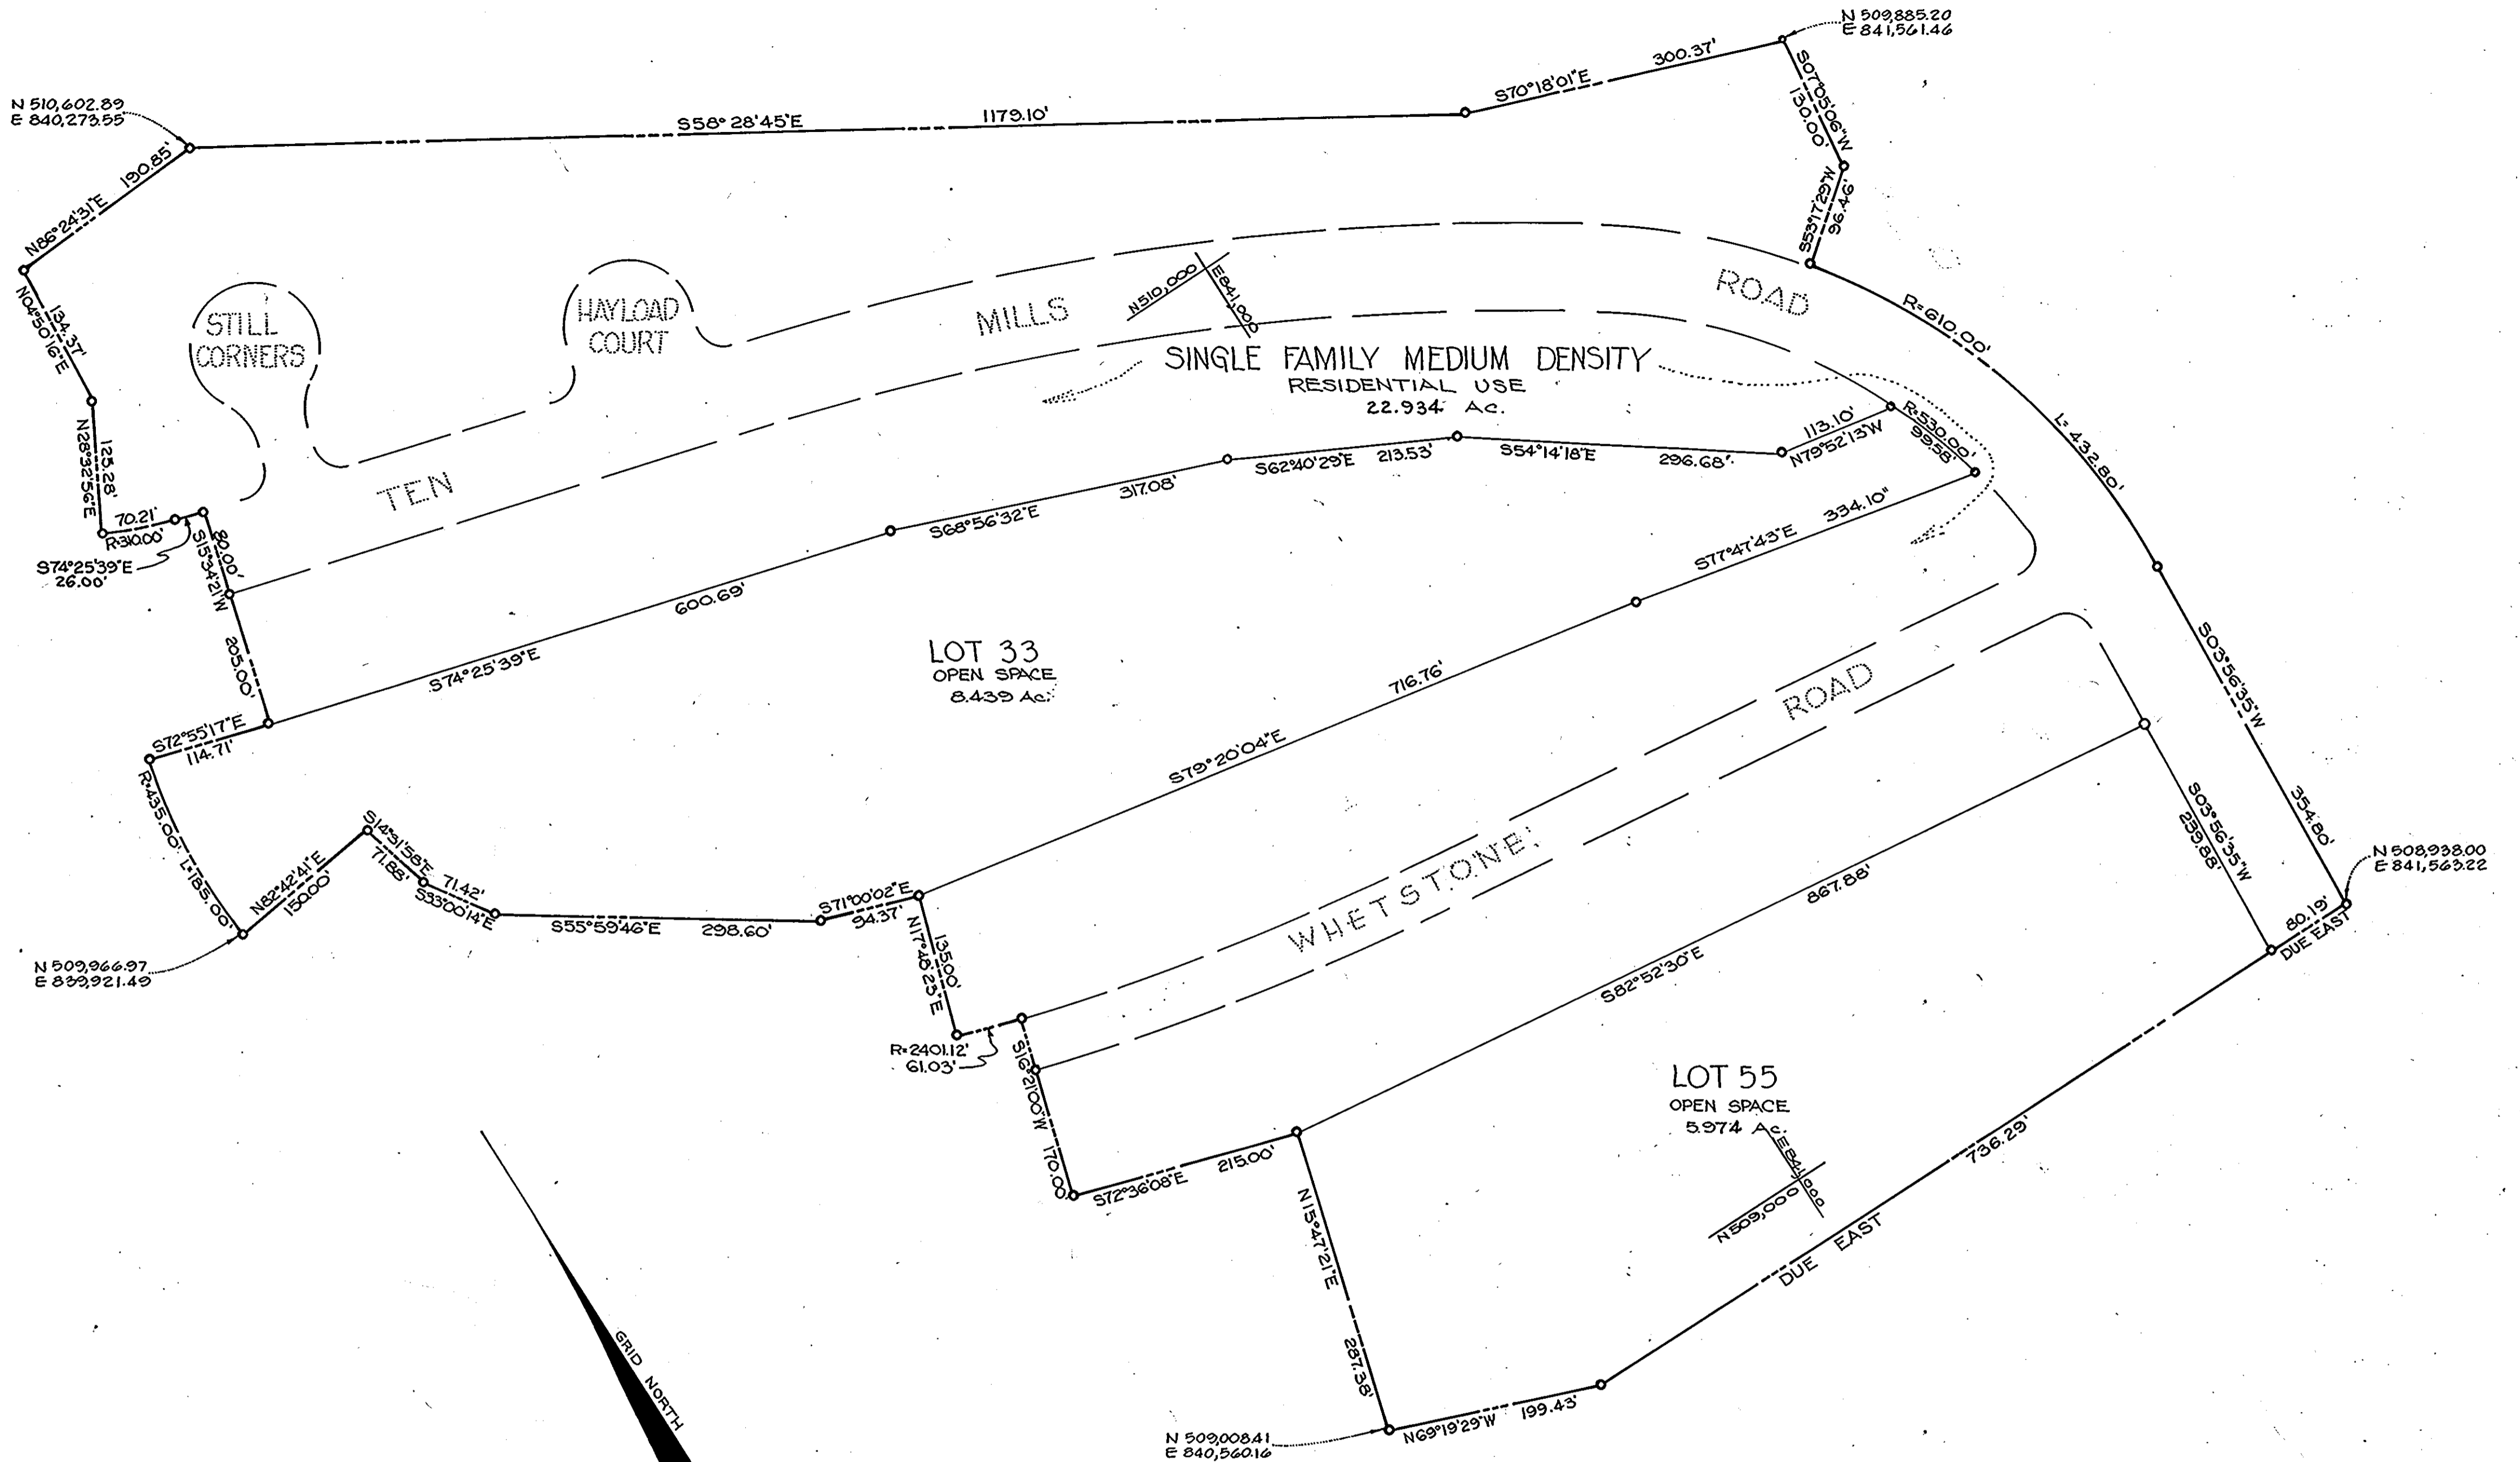 N 509,885.20
E 841,561.46
300.37'
S70°18'01"E
S07°05'06"W
130.00'
N 510,602.89
E 840,273.55
S58°28'45"E
1179.10'
190.85'
N86°24'31"E
S53°17'29"W
96.46'
134.37'
N04°50'16"E
STILL
CORNERS
HAYLOAD
COURT
MILLS
N 510,000
E 841,000
ROAD
R=610.00'
L=432.80'
SINGLE FAMILY MEDIUM DENSITY
RESIDENTIAL USE
22.934 AC.
125.28'
N28°32'56"E
TEN
113.10'
N79°52'13"W
R=530.00'
99.58'
S62°40'29"E 213.53'
S54°14'18"E 296.68'
317.08'
S68°56'32"E
70.21'
R=310.00'
S74°25'39"E
26.00'
80.00'
S15°34'21"W
334.10"
S77°47'43"E
600.69'
S74°25'39"E
205.00'
LOT 33
OPEN SPACE
8.439 AC.
716.76'
S79°20'04"E
ROAD
S03°56'35"W
354.80'
S72°55'17"E
114.71'
R=435.00' L=185.00'
S03°56'35"W
239.88'
S14°31'58"E
71.88'
N82°42'41"E
150.00'
71.42'
S33°00'14"E
S55°59'46"E 298.60'
S71°00'02"E
94.37'
WHETSTONE
867.88'
S82°52'30"E
N 508,938.00
E 841,563.22
80.19'
DUE EAST
N 509,966.97
E 839,921.49
135.00'
N17°48'23"E
R=2401.12'
61.03'
S16°21'00"W
170.00'
LOT 55
OPEN SPACE
5.974 AC.
E 841,000
N 509,000
S72°36'08"E 215.00'
736.29'
DUE EAST
N15°47'21"E
287.38'
GRID NORTH
N69°19'29"W 199.43'
N 509,008.41
E 840,560.16